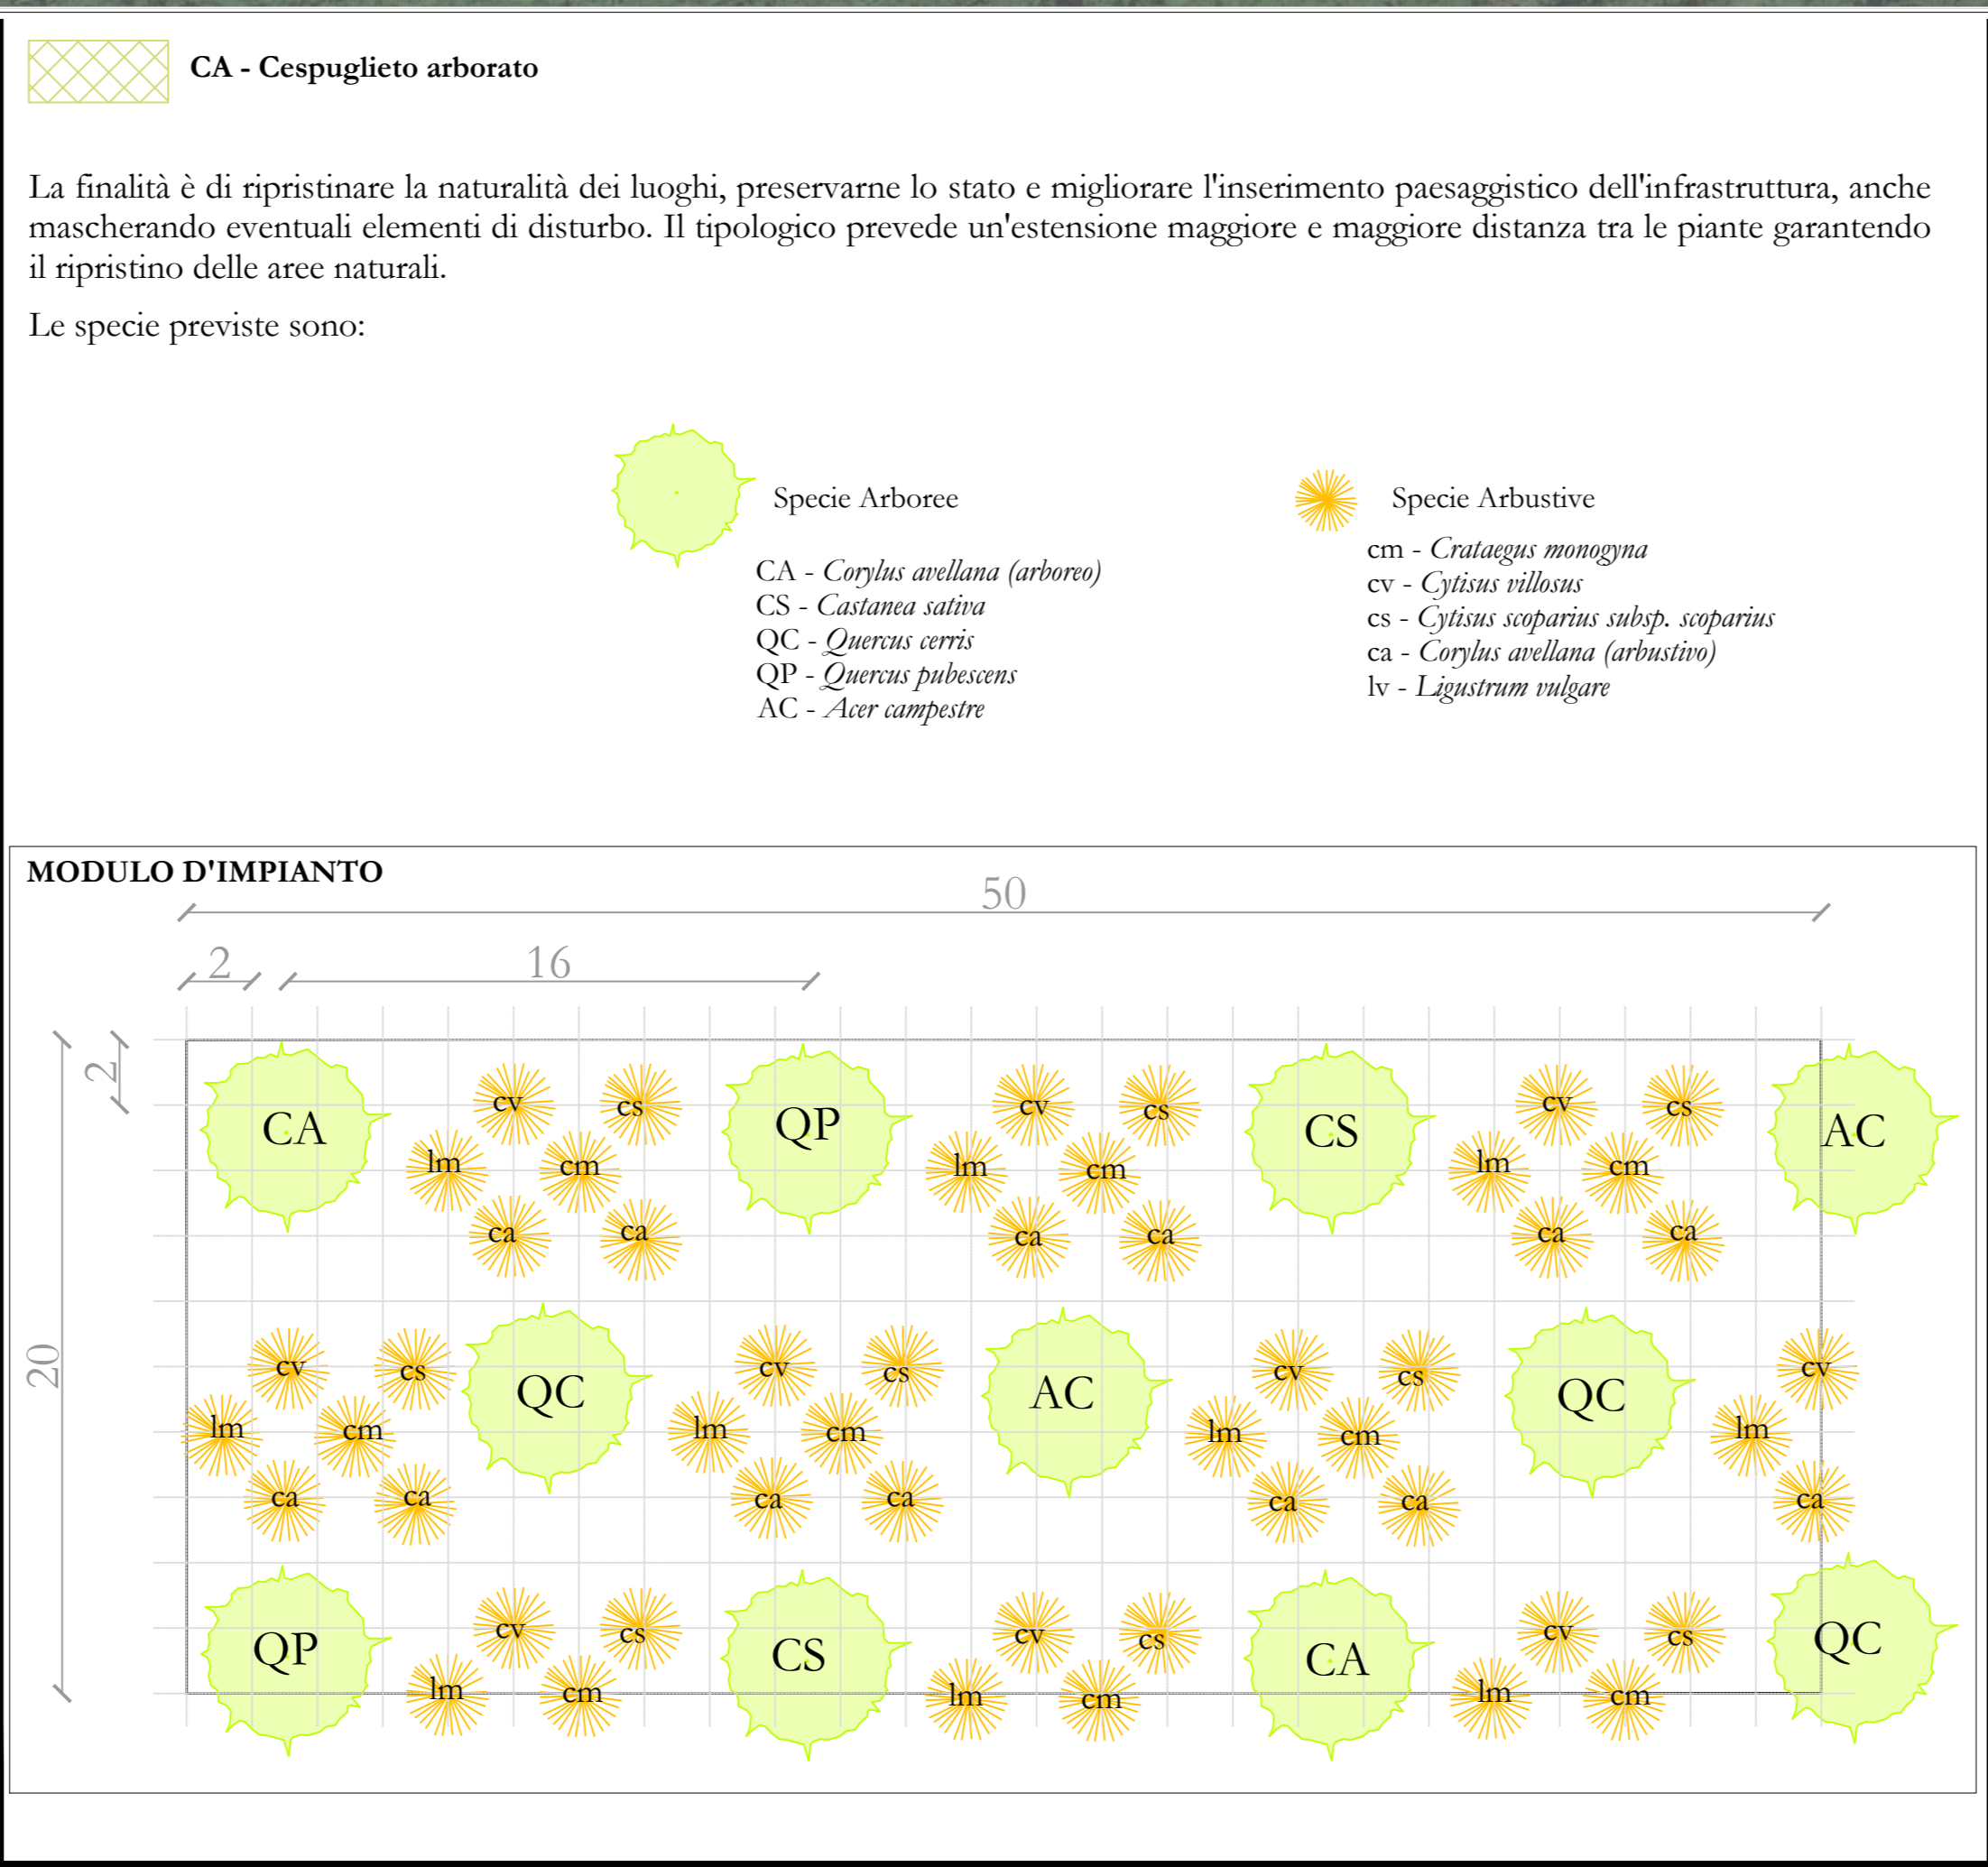 CA - Cespuglieto arborato
La finalità è di ripristinare la naturalità dei luoghi, preservarne lo stato e migliorare l'inserimento paesaggistico dell'infrastruttura, anche
mascherando eventuali elementi di disturbo. Il tipologico prevede un'estensione maggiore e maggiore distanza tra le piante garantendo
il ripristino delle aree naturali.
Le specie previste sono:
Specie Arboree
CA - Corylus avellana (arboreo)
CS - Castanea sativa
QC - Quercus cerris
QP - Quercus pubescens
AC - Acer campestre
Specie Arbustive
cm - Crataegus monogyna
cv - Cytisus villosus
cs - Cytisus scoparius subsp. scoparius
ca - Corylus avellana (arbustivo)
lv - Ligustrum vulgare
MODULO D'IMPIANTO
50
2 16
2
20
cv cs cv cs cv cs
CA QP CS AC
lm cm lm cm lm cm
ca ca ca ca ca ca
cv cs cv cs cv cs cv
QC AC QC
lm cm lm cm lm cm lm
ca ca ca ca ca ca ca
cv cs cv cs cv cs
QP CS CA QC
lm cm lm cm lm cm